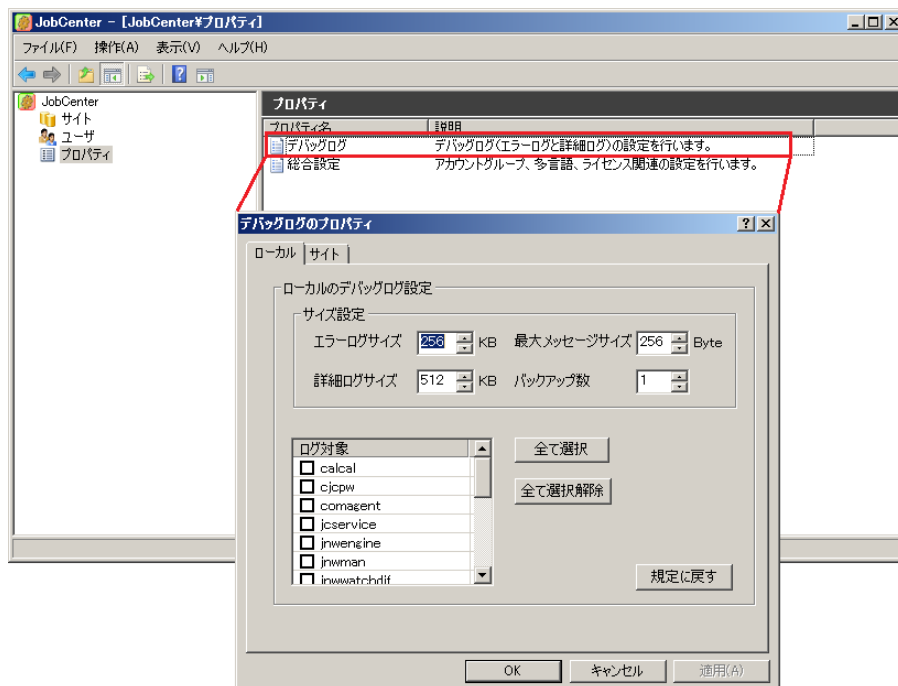 JobCenter - [JobCenter¥プロパティ]
ファイル(F) 操作(A) 表示(V) ヘルプ(H)
JobCenter
サイト
ユーザ
プロパティ
プロパティ
プロパティ名 説明
デバッグログ デバッグログ(エラーログと詳細ログ)の設定を行います。
総合設定 アカウントグループ、多言語、ライセンス関連の設定を行います。
デバッグログのプロパティ
ローカル サイト
ローカルのデバッグログ設定
サイズ設定
エラーログサイズ 256 KB 最大メッセージサイズ 256 Byte
詳細ログサイズ 512 KB バックアップ数 1
ログ対象
calcal
cjcpw
comagent
jcservice
jnwengine
jnwman
jnwwatchdif
全て選択
全て選択解除
規定に戻す
OK キャンセル 適用(A)